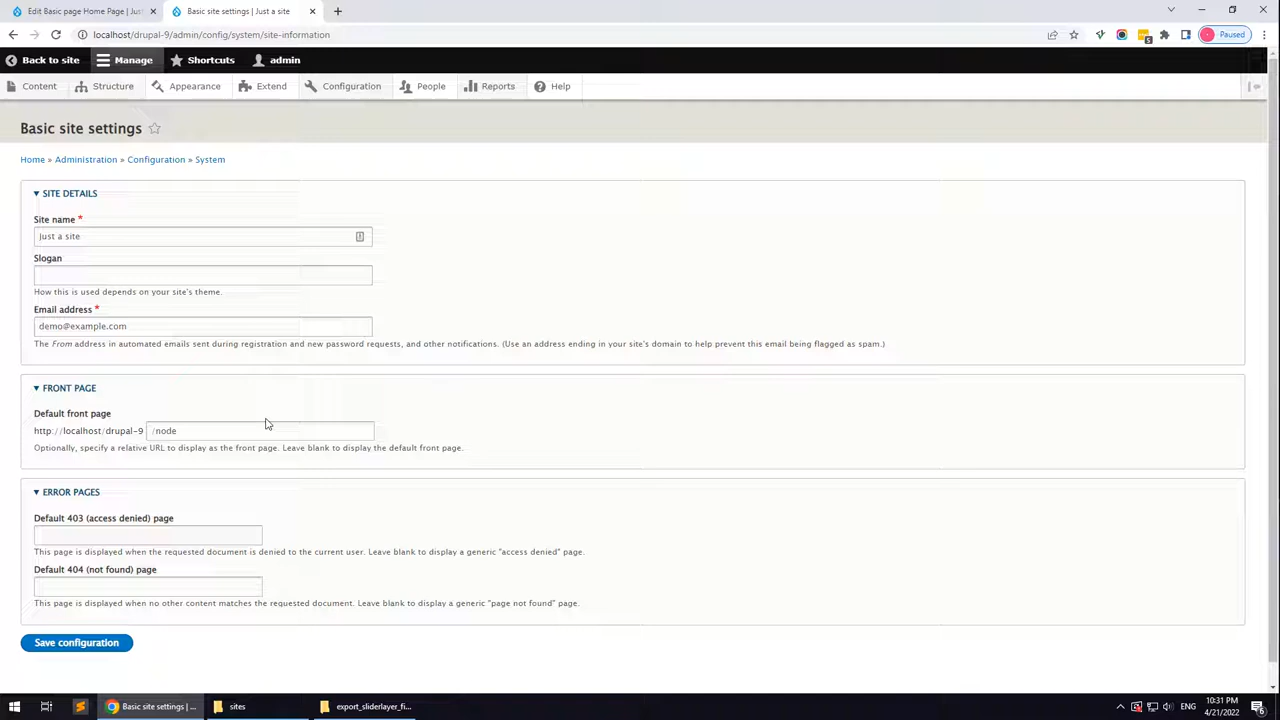 Edit Basic page Home Page | Jus
Basic site settings | Just a site
localhost/drupal-9/admin/config/system/site-information
Paused
Back to site
Manage
Shortcuts
admin
Content
Structure
Appearance
Extend
Configuration
People
Reports
Help
Basic site settings
Home » Administration » Configuration » System
SITE DETAILS
Site name *
Just a site
Slogan
How this is used depends on your site's theme.
Email address *
demo@example.com
The From address in automated emails sent during registration and new password requests, and other notifications. (Use an address ending in your site's domain to help prevent this email being flagged as spam.)
FRONT PAGE
Default front page
http://localhost/drupal-9 /node
Optionally, specify a relative URL to display as the front page. Leave blank to display the default front page.
ERROR PAGES
Default 403 (access denied) page
This page is displayed when the requested document is denied to the current user. Leave blank to display a generic "access denied" page.
Default 404 (not found) page
This page is displayed when no other content matches the requested document. Leave blank to display a generic "page not found" page.
Save configuration
Basic site settings | ...
sites
export_sliderlayer_fi...
ENG
10:31 PM
4/21/2022
6